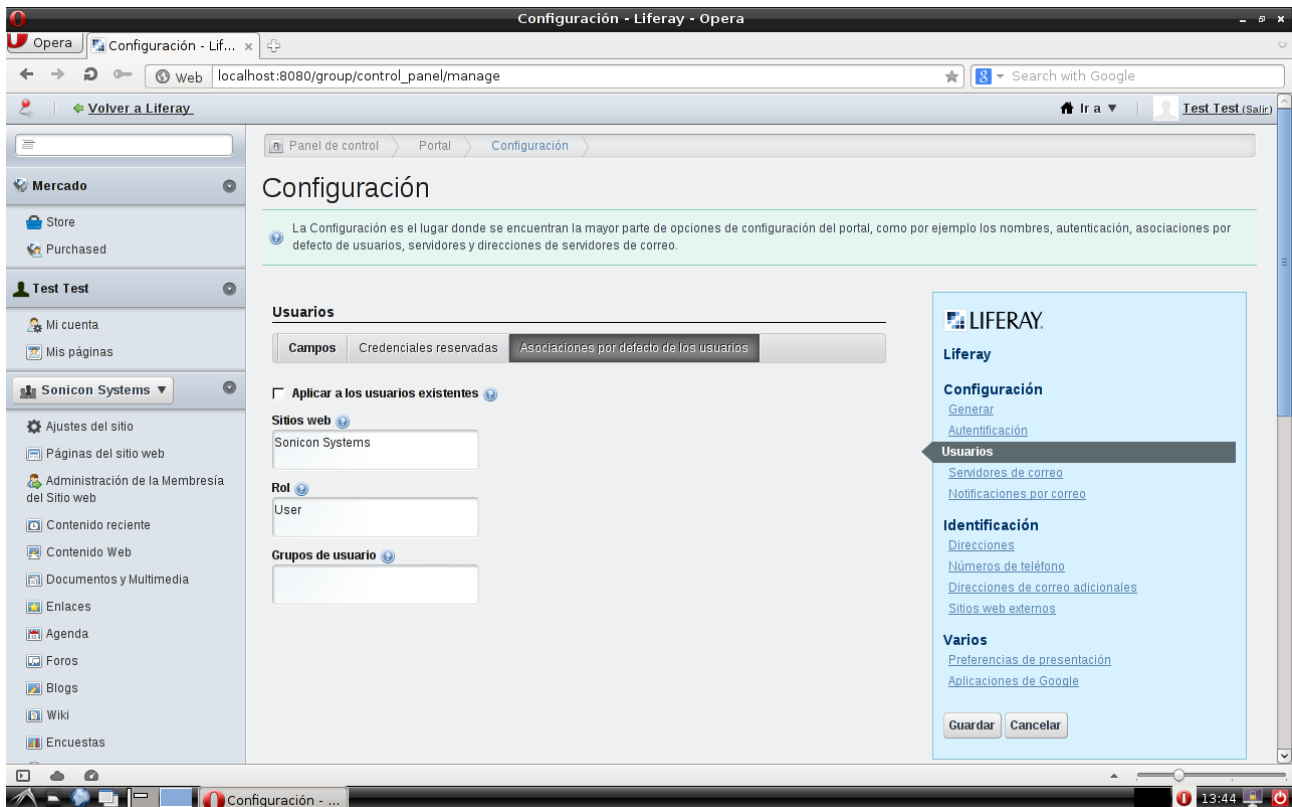 Configuración - Liferay - Opera
Opera
Configuración - Lif...
Web
localhost:8080/group/control_panel/manage
Search with Google
Volver a Liferay
Ir a ▼
Test Test (Salir)
Panel de control
Portal
Configuración
Mercado
Store
Purchased
Test Test
Mi cuenta
Mis páginas
Sonicon Systems ▼
Ajustes del sitio
Páginas del sitio web
Administración de la Membresía
del Sitio web
Contenido reciente
Contenido Web
Documentos y Multimedia
Enlaces
Agenda
Foros
Blogs
Wiki
Encuestas
Configuración
La Configuración es el lugar donde se encuentran la mayor parte de opciones de configuración del portal, como por ejemplo los nombres, autenticación, asociaciones por
defecto de usuarios, servidores y direcciones de servidores de correo.
Usuarios
Campos
Credenciales reservadas
Asociaciones por defecto de los usuarios
Aplicar a los usuarios existentes
Sitios web
Sonicon Systems
Rol
User
Grupos de usuario
LIFERAY.
Liferay
Configuración
Generar
Autentificación
Usuarios
Servidores de correo
Notificaciones por correo
Identificación
Direcciones
Números de teléfono
Direcciones de correo adicionales
Sitios web externos
Varios
Preferencias de presentación
Aplicaciones de Google
Guardar
Cancelar
Configuración - ...
13:44